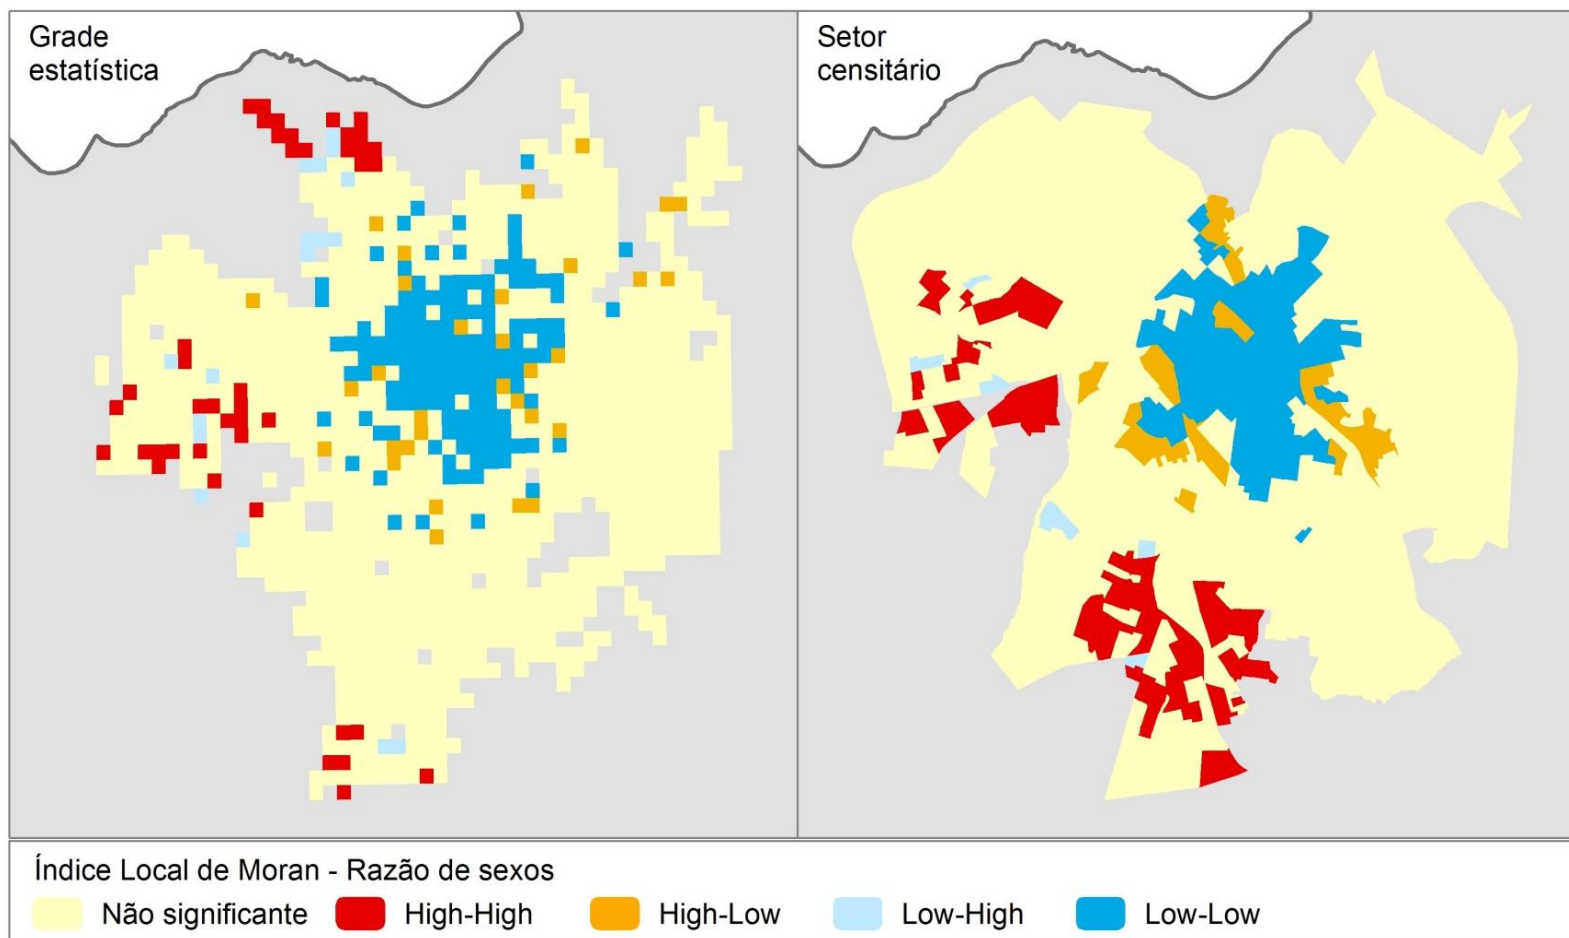 Grade
estatística
Setor
censitário
Índice Local de Moran - Razão de sexos
Não significante
High-High
High-Low
Low-High
Low-Low